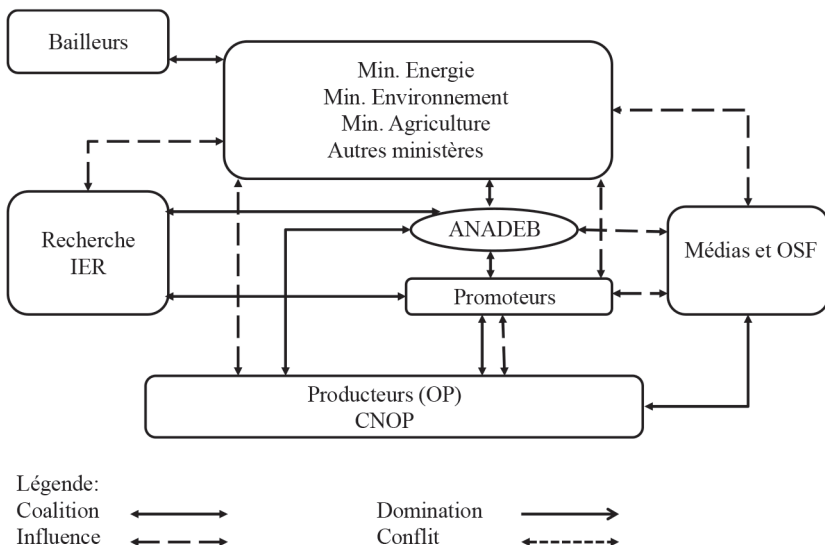 Bailleurs
Min. Energie
Min. Environnement
Min. Agriculture
Autres ministères
Recherche
IER
ANADEB
Médias et OSF
Promoteurs
Producteurs (OP)
CNOP
Légende:
Coalition
Domination
Influence
Conflit